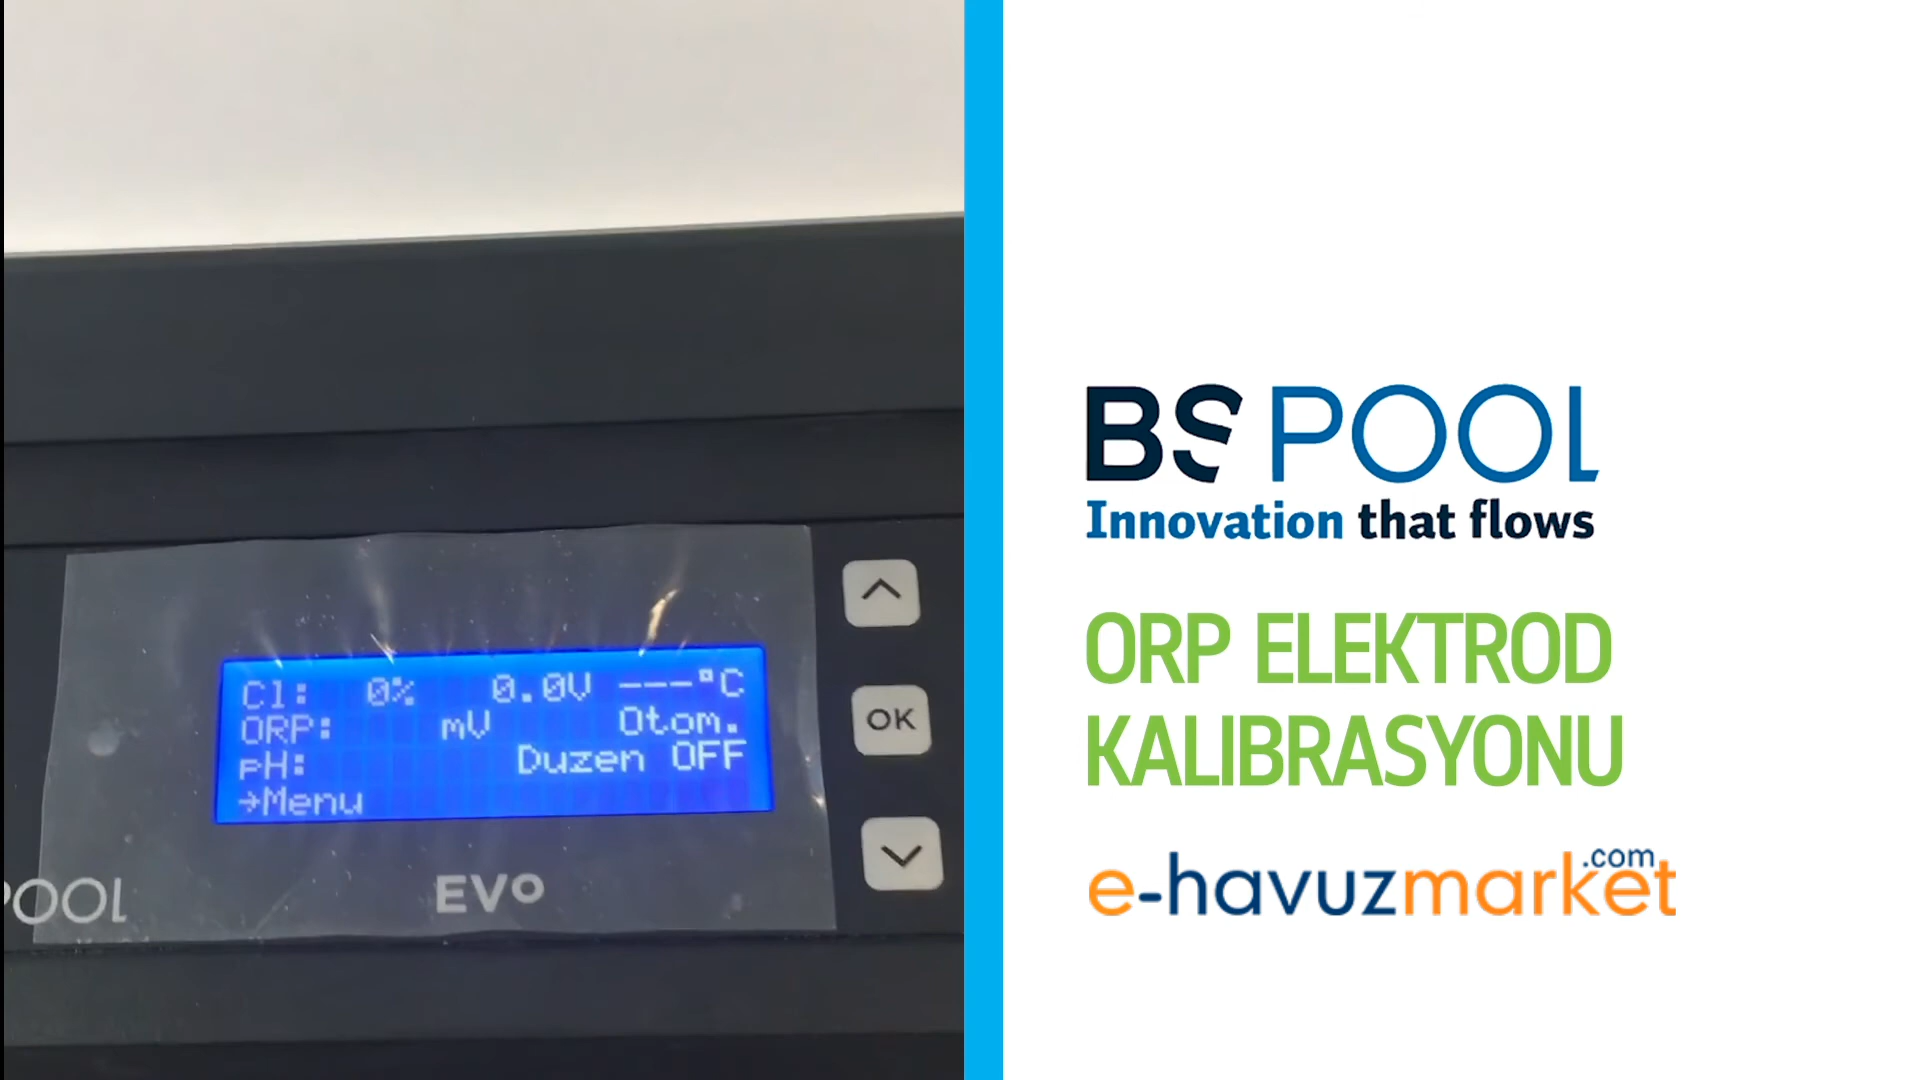 Cl: 0% 0.0V ---°C
ORP: mV Otom.
pH: Duzen OFF
→Menu
POOL
EVO
OK
BS POOL
Innovation that flows
ORP ELEKTROD
KALIBRASYONU
e-havuzmarket.com